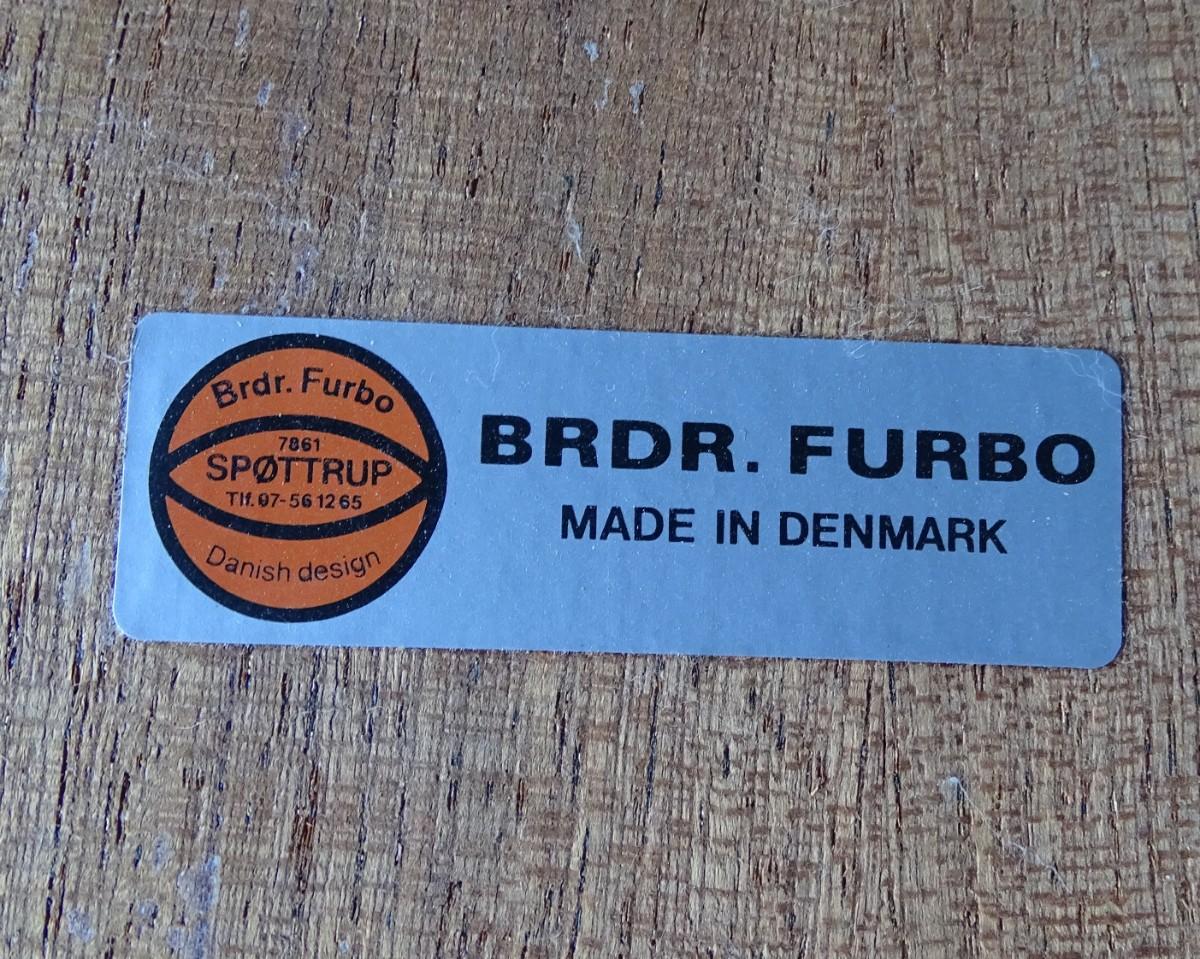 Brdr. Furbo
7861
SPØTTRUP
Tlf. 07-56 12 65
Danish design
BRDR. FURBO
MADE IN DENMARK